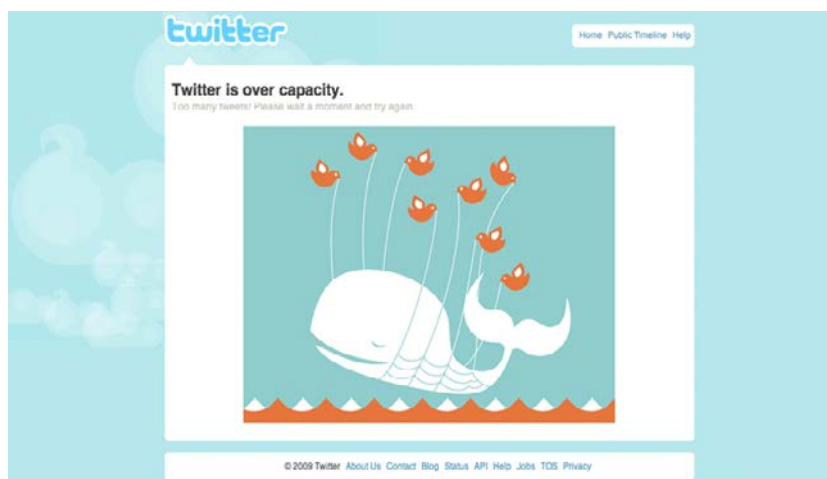 twitter
Home Public Timeline Help
Twitter is over capacity.
Too many tweets! Please wait a moment and try again.
© 2009 Twitter About Us Contact Blog Status API Help Jobs TOS Privacy